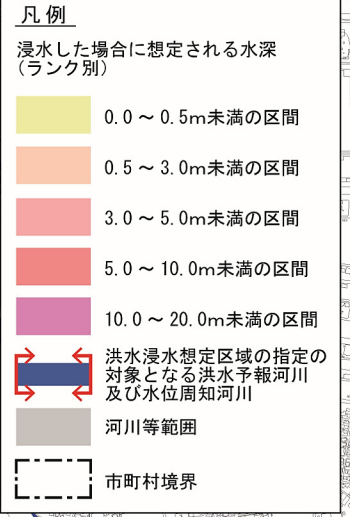 凡例
浸水した場合に想定される水深
(ランク別)
0.0～0.5m未満の区間
0.5～3.0m未満の区間
3.0～5.0m未満の区間
5.0～10.0m未満の区間
10.0～20.0m未満の区間
洪水浸水想定区域の指定の
対象となる洪水予報河川
及び水位周知河川
河川等範囲
市町村境界